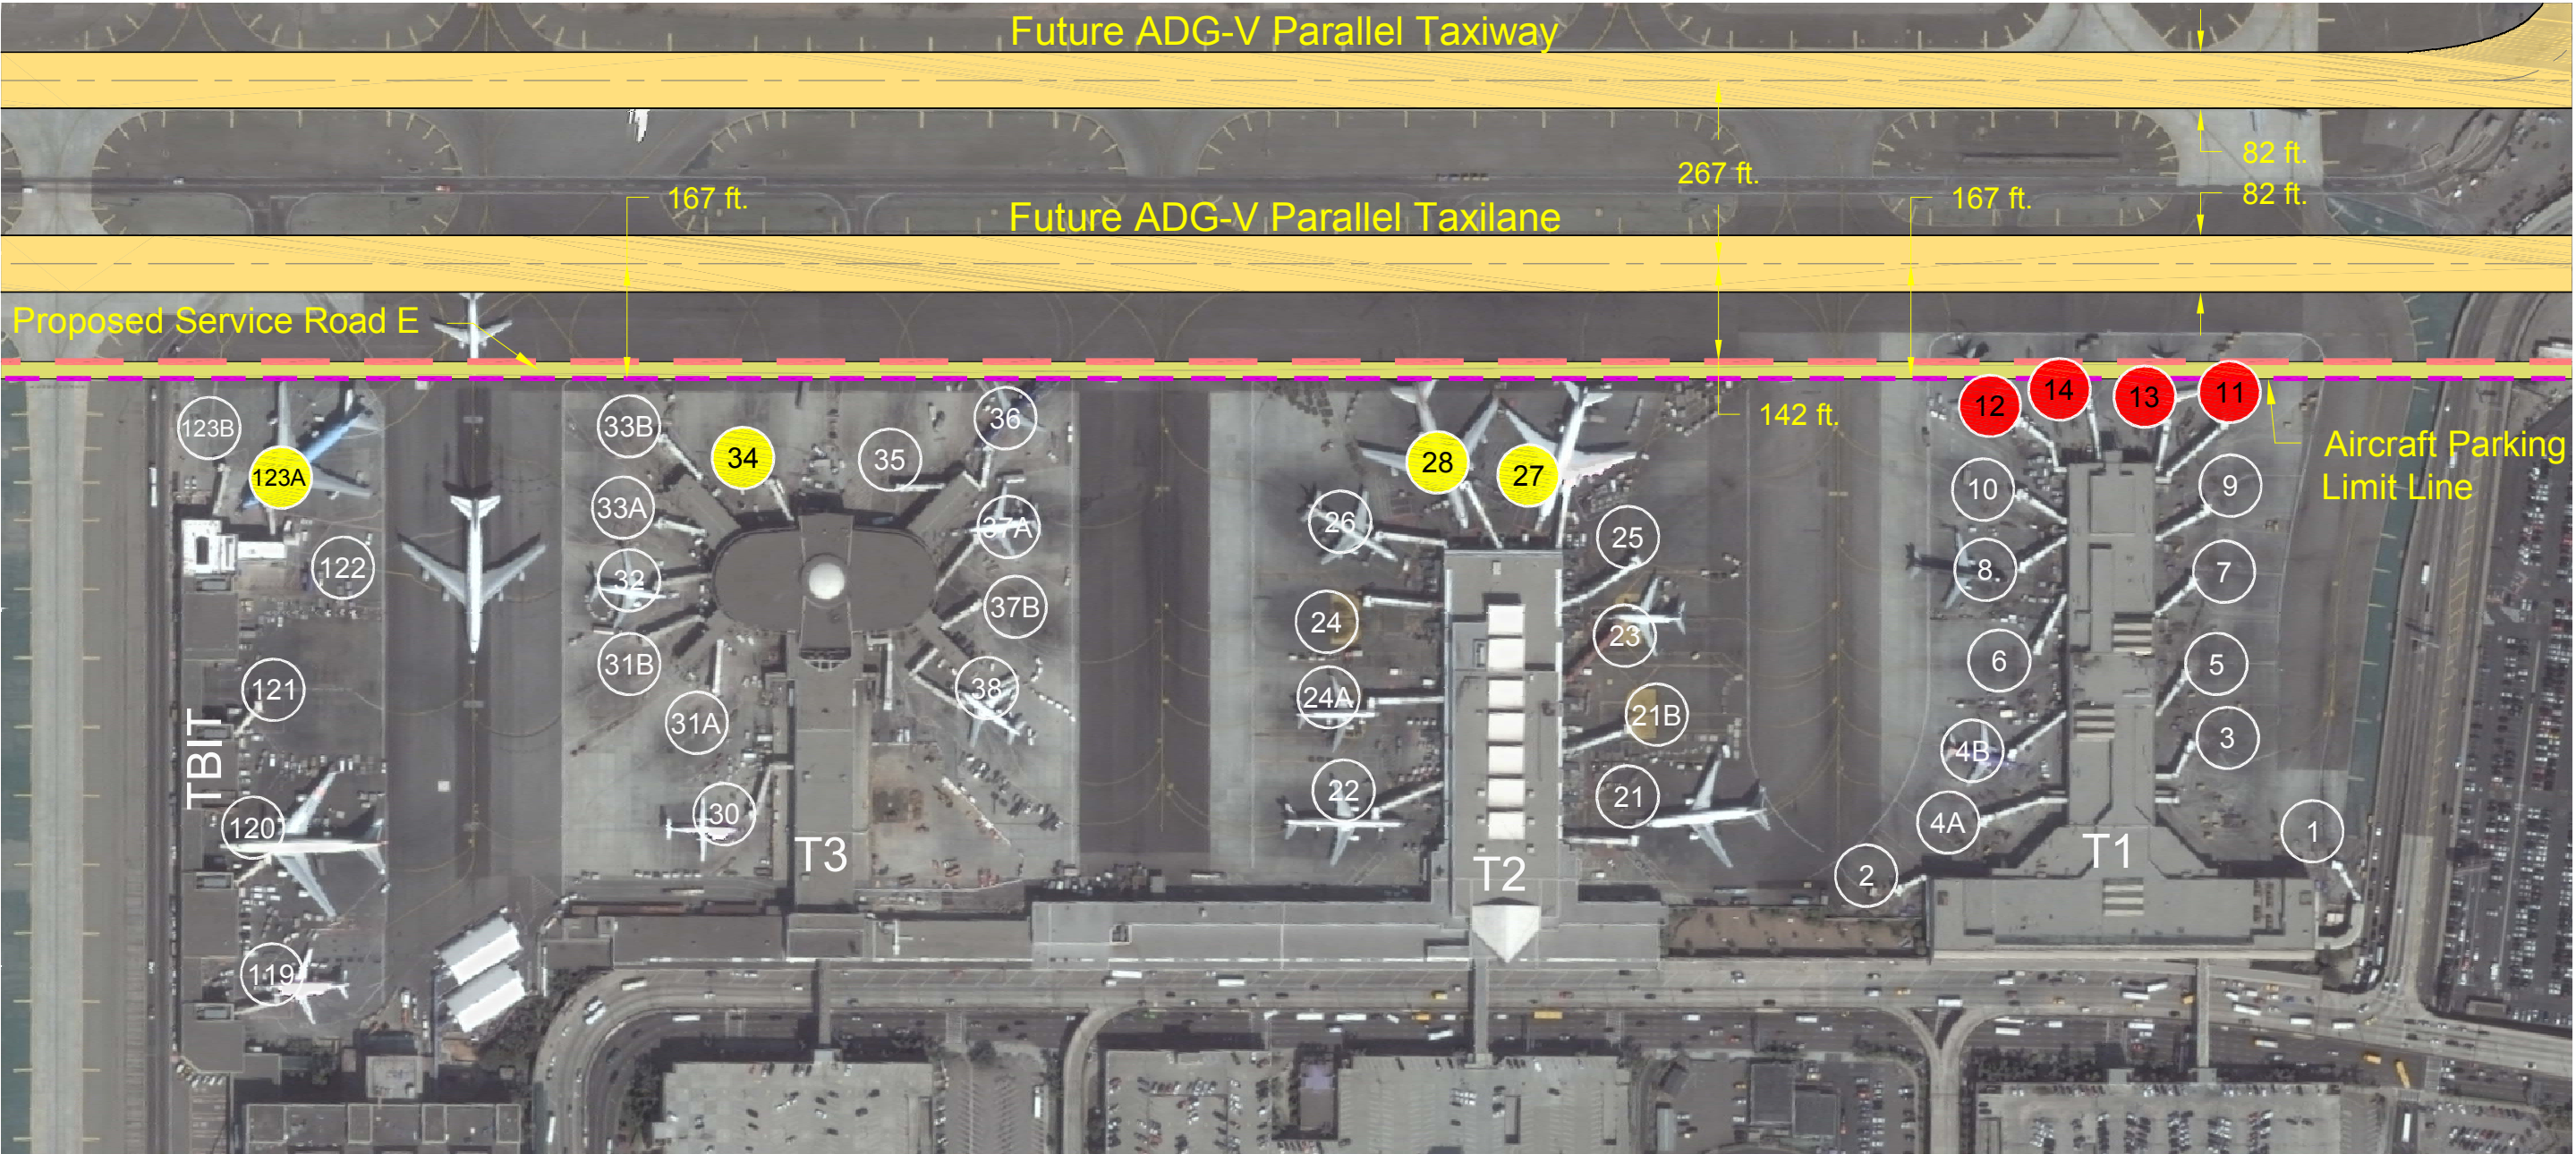 Future ADG-V Parallel Taxiway
82 ft.
267 ft.
167 ft.
167 ft.
82 ft.
Future ADG-V Parallel Taxilane
Proposed Service Road E
142 ft.
Aircraft Parking
Limit Line
123B
123A
122
121
120
119
TBIT
33B
34
35
36
33A
37A
32
37B
31B
31A
38
30
T3
28
27
26
25
24
23
24A
21B
22
21
T2
12
14
13
11
10
9
8
7
6
5
4B
3
4A
2
1
T1